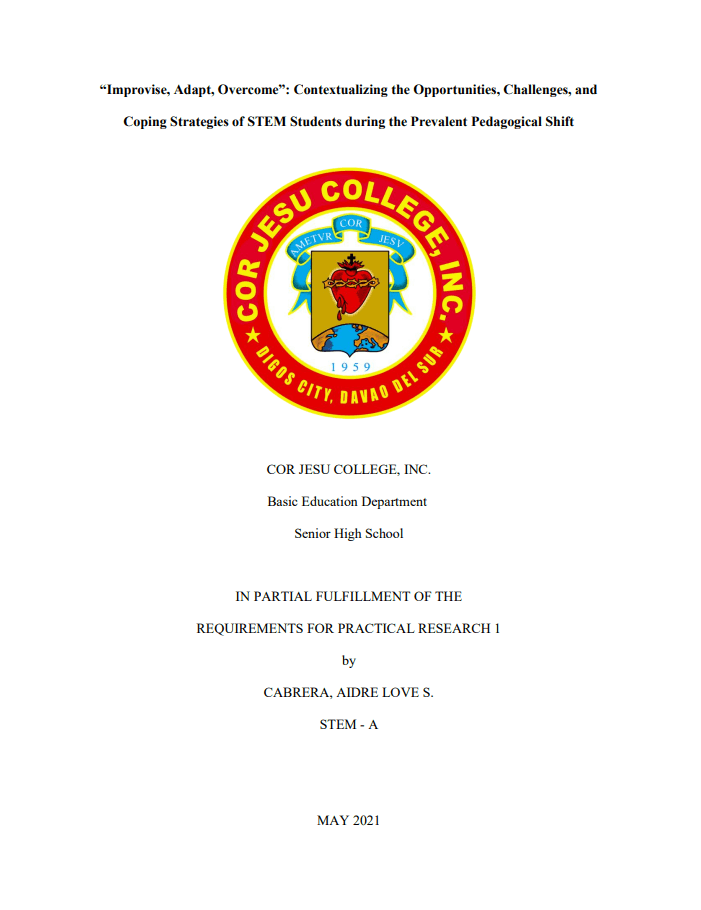 “Improvise, Adapt, Overcome”: Contextualizing the Opportunities, Challenges, and
Coping Strategies of STEM Students during the Prevalent Pedagogical Shift
COR JESU COLLEGE, INC.
AMETVR COR JESV
1959
DIGOS CITY, DAVAO DEL SUR
COR JESU COLLEGE, INC.
Basic Education Department
Senior High School
IN PARTIAL FULFILLMENT OF THE
REQUIREMENTS FOR PRACTICAL RESEARCH 1
by
CABRERA, AIDRE LOVE S.
STEM - A
MAY 2021